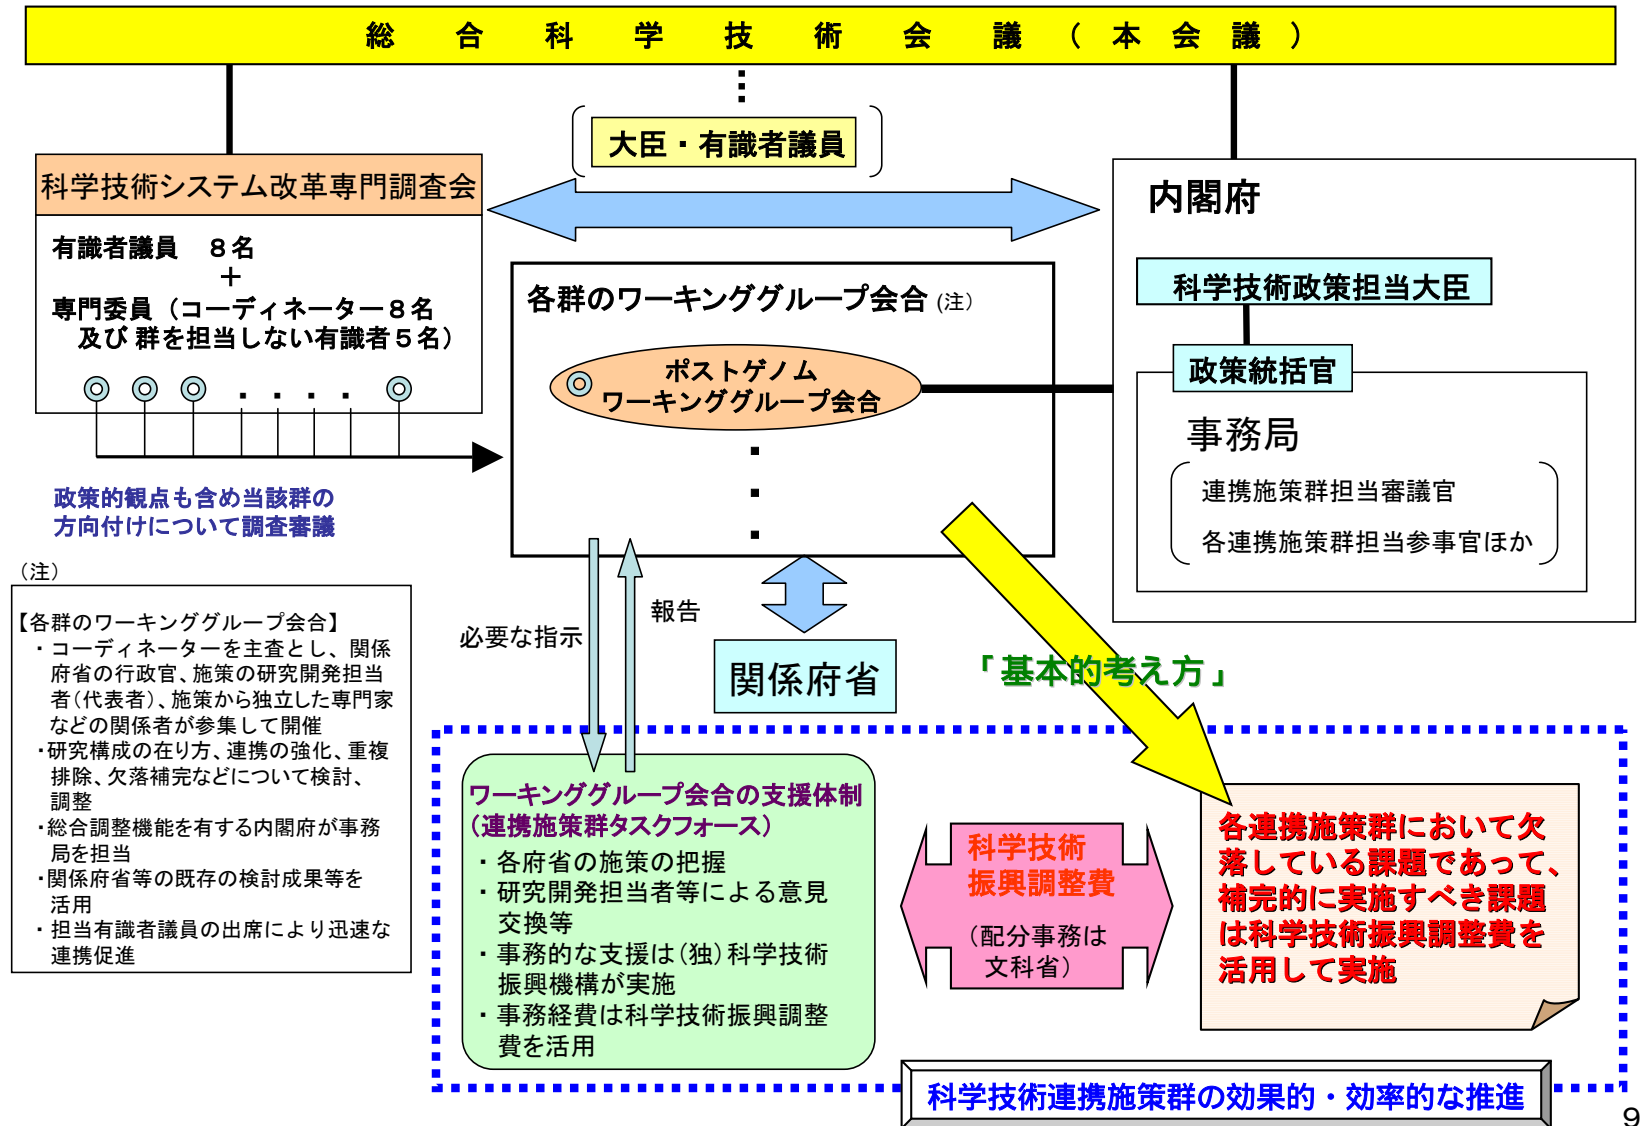 総合科学技術会議(本会議)
大臣・有識者議員
科学技術システム改革専門調査会
有識者議員　８名
＋
専門委員（コーディネーター８名
及び 群を担当しない有識者５名）
政策的観点も含め当該群の
方向付けについて調査審議
各群のワーキンググループ会合（注）
ポストゲノム
ワーキンググループ会合
内閣府
科学技術政策担当大臣
政策統括官
事務局
連携施策群担当審議官
各連携施策群担当参事官ほか
（注）
【各群のワーキンググループ会合】
・コーディネーターを主査とし、関係
府省の行政官、施策の研究開発担当
者（代表者）、施策から独立した専門家
などの関係者が参集して開催
・研究構成の在り方、連携の強化、重複
排除、欠落補完などについて検討、
調整
・総合調整機能を有する内閣府が事務
局を担当
・関係府省等の既存の検討成果等を
活用
・担当有識者議員の出席により迅速な
連携促進
必要な指示
報告
関係府省
「基本的考え方」
ワーキンググループ会合の支援体制
（連携施策群タスクフォース）
・各府省の施策の把握
・研究開発担当者等による意見
交換等
・事務的な支援は（独）科学技術
振興機構が実施
・事務経費は科学技術振興調整
費を活用
科学技術
振興調整費
（配分事務は
文科省）
各連携施策群において欠
落している課題であって、
補完的に実施すべき課題
は科学技術振興調整費を
活用して実施
科学技術連携施策群の効果的・効率的な推進
9